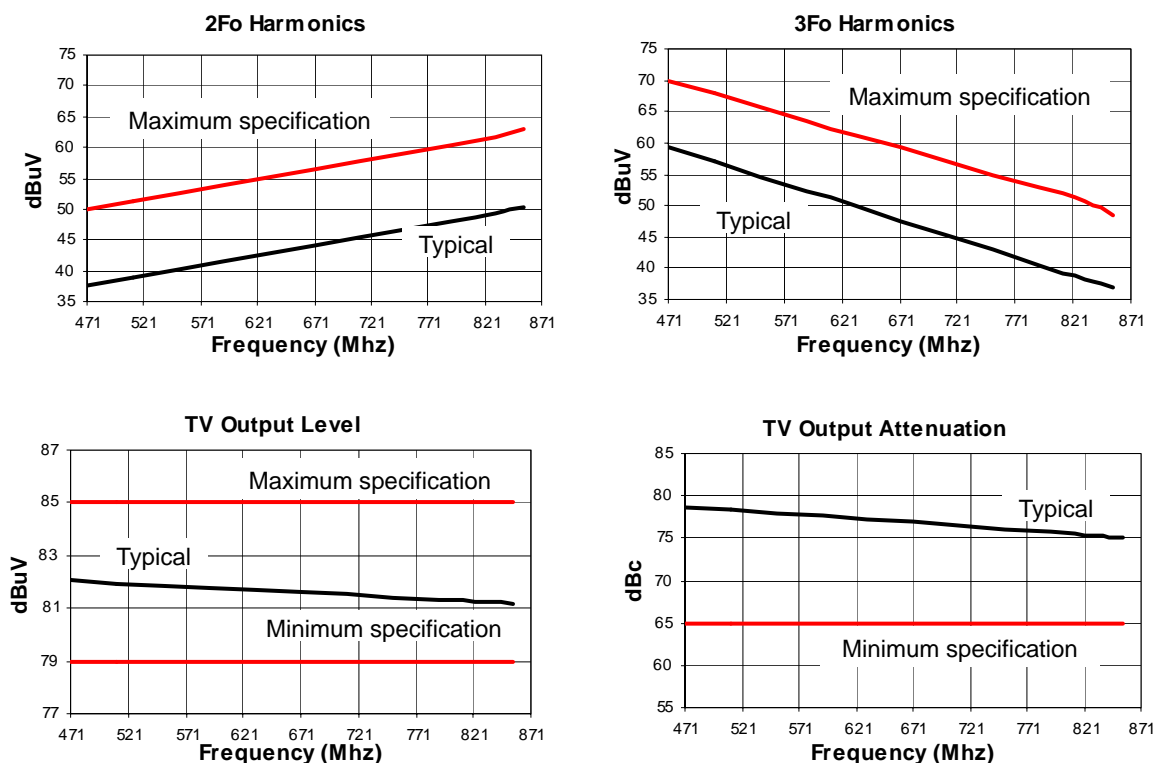 2Fo Harmonics
75
70
65
60
55
50
45
40
35
dBuV
Maximum specification
Typical
471 521 571 621 671 721 771 821 871
Frequency (Mhz)
3Fo Harmonics
75
70
65
60
55
50
45
40
35
dBuV
Maximum specification
Typical
471 521 571 621 671 721 771 821 871
Frequency (Mhz)
TV Output Level
87
85
83
81
79
77
dBuV
Maximum specification
Typical
Minimum specification
471 521 571 621 671 721 771 821 871
Frequency (Mhz)
TV Output Attenuation
85
80
75
70
65
60
55
dBc
Typical
Minimum specification
471 521 571 621 671 721 771 821 871
Frequency (Mhz)